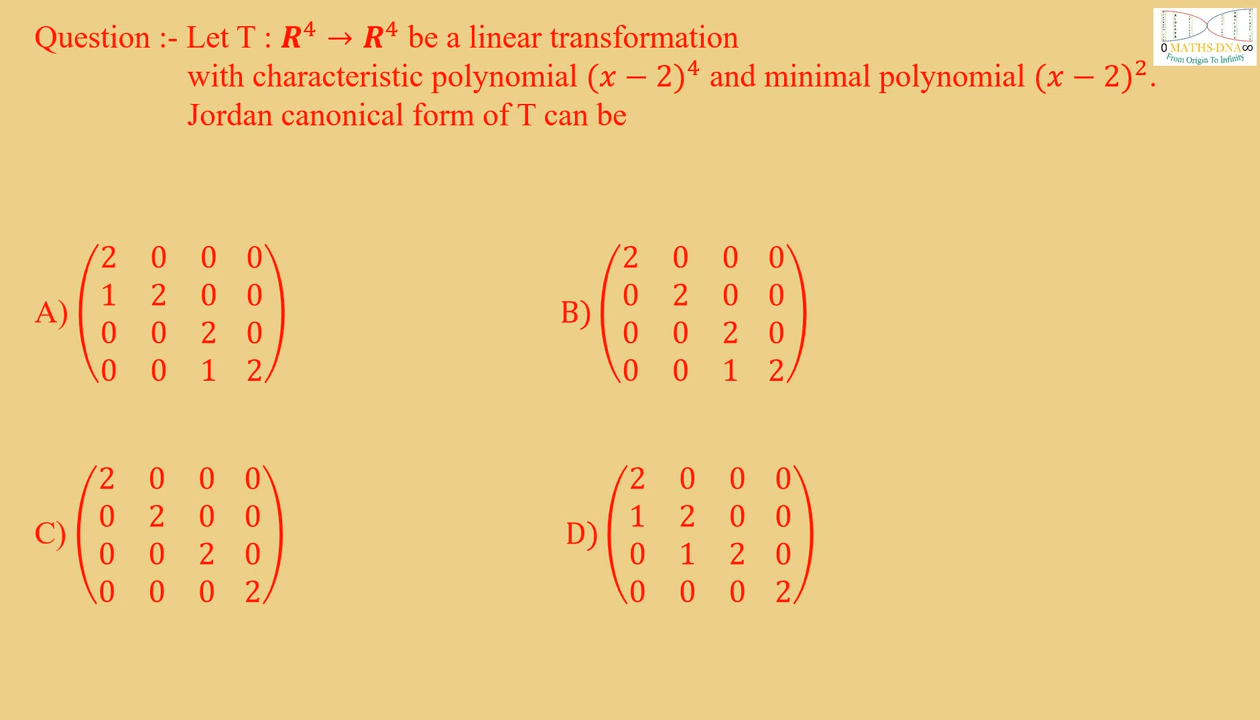 Question :- Let T : 𝑹⁴ → 𝑹⁴ be a linear transformation
with characteristic polynomial (𝑥 − 2)⁴ and minimal polynomial (𝑥 − 2)².
Jordan canonical form of T can be
0 MATHS-DNA∞
From Origin To Infinity
A)
2 0 0 0
1 2 0 0
0 0 2 0
0 0 1 2
B)
2 0 0 0
0 2 0 0
0 0 2 0
0 0 1 2
C)
2 0 0 0
0 2 0 0
0 0 2 0
0 0 0 2
D)
2 0 0 0
1 2 0 0
0 1 2 0
0 0 0 2